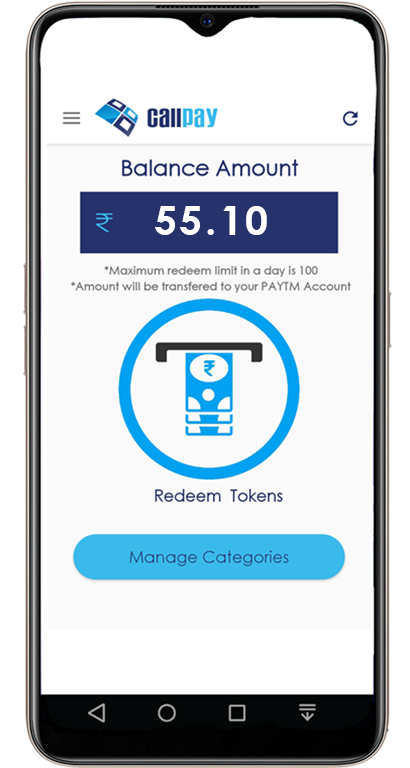 callpay
Balance Amount
₹ 55.10
*Maximum redeem limit in a day is 100
*Amount will be transfered to your PAYTM Account
₹
Redeem Tokens
Manage Categories